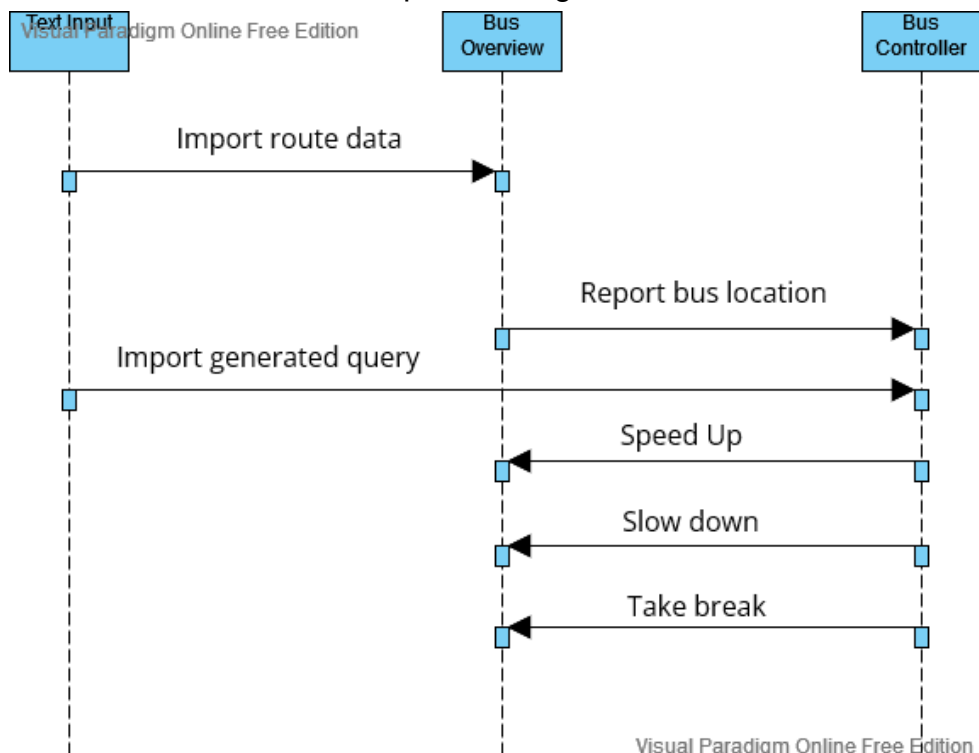 Text Input
Visual Paradigm Online Free Edition
Bus
Overview
Bus
Controller
Import route data
Report bus location
Import generated query
Speed Up
Slow down
Take break
Visual Paradigm Online Free Edition